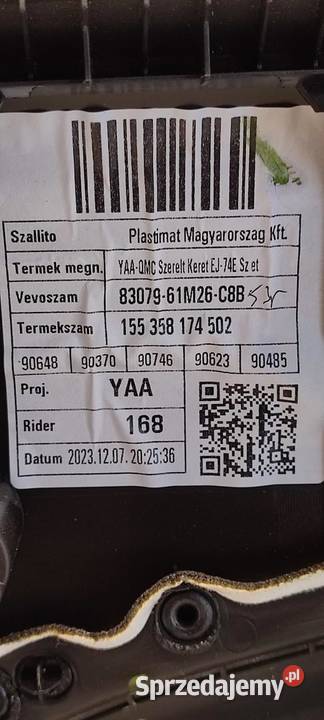 Szallito Plastimat Magyarorszag Kft.
Termek megn. YAA-QMC Szerelt Keret EJ-74E Sz et
Vevoszam 83079-61M26-C8B
Termekszam 155 358 174 502
90648 90370 90746 90623 90485
Proj. YAA
Rider 168
Datum 2023.12.07. 20:25:36
Sprzedajemy.pl